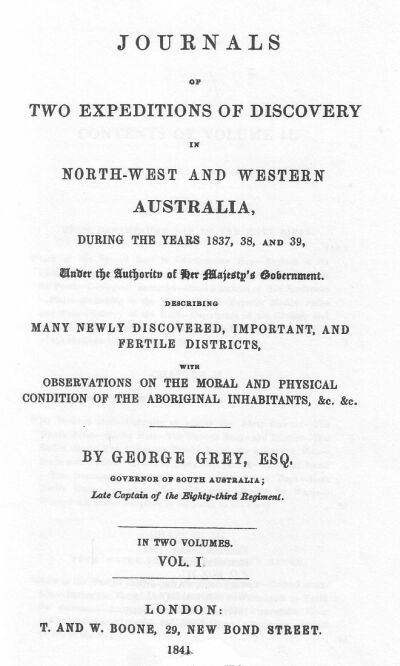 JOURNALS
OF
TWO EXPEDITIONS OF DISCOVERY
IN
NORTH-WEST AND WESTERN
AUSTRALIA,
DURING THE YEARS 1837, 38, AND 39,
Under the Authority of Her Majesty's Government.
DESCRIBING
MANY NEWLY DISCOVERED, IMPORTANT, AND
FERTILE DISTRICTS,
WITH
OBSERVATIONS ON THE MORAL AND PHYSICAL
CONDITION OF THE ABORIGINAL INHABITANTS, &c. &c.
BY GEORGE GREY, ESQ.
GOVERNOR OF SOUTH AUSTRALIA;
Late Captain of the Eighty-third Regiment.
IN TWO VOLUMES.
VOL. I
LONDON:
T. AND W. BOONE, 29, NEW BOND STREET.
1841